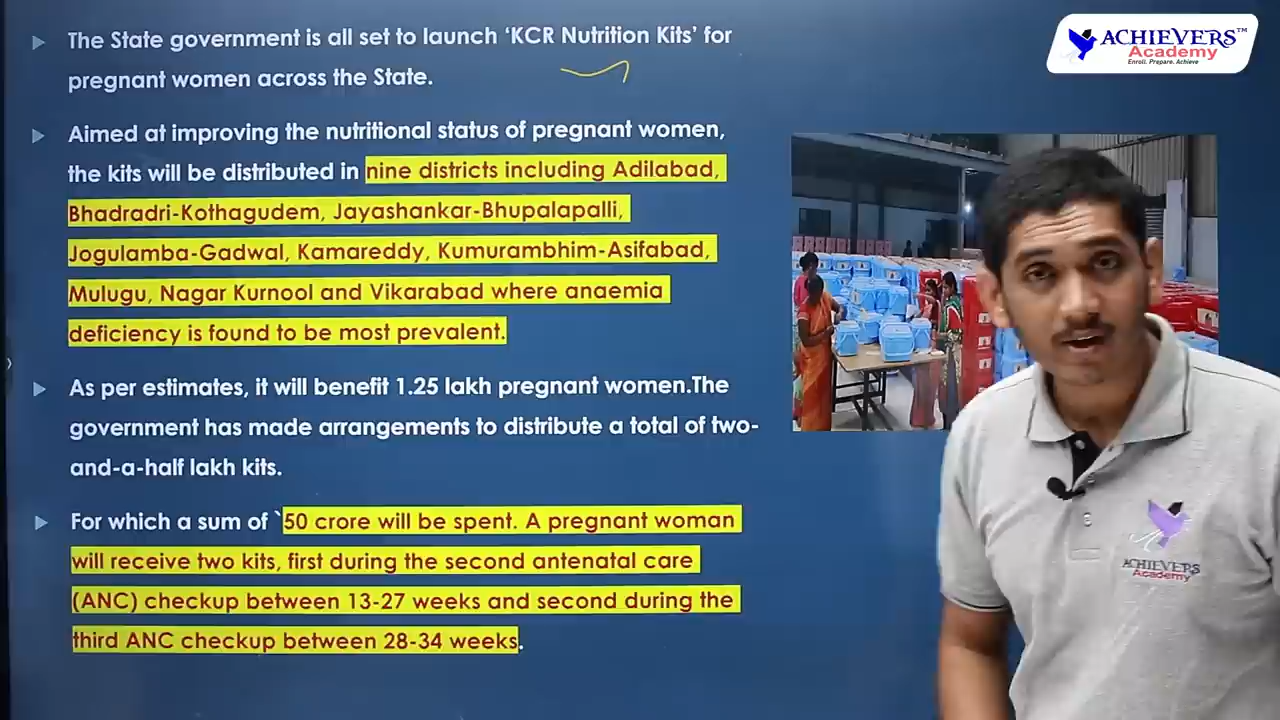 The State government is all set to launch ‘KCR Nutrition Kits’ for
pregnant women across the State.
Aimed at improving the nutritional status of pregnant women,
the kits will be distributed in nine districts including Adilabad,
Bhadradri-Kothagudem, Jayashankar-Bhupalapalli,
Jogulamba-Gadwal, Kamareddy, Kumurambhim-Asifabad,
Mulugu, Nagar Kurnool and Vikarabad where anaemia
deficiency is found to be most prevalent.
As per estimates, it will benefit 1.25 lakh pregnant women.The
government has made arrangements to distribute a total of two-
and-a-half lakh kits.
For which a sum of `50 crore will be spent. A pregnant woman
will receive two kits, first during the second antenatal care
(ANC) checkup between 13-27 weeks and second during the
third ANC checkup between 28-34 weeks.
ACHIEVERS™
Academy
Enroll. Prepare. Achieve
ACHIEVERS
Academy